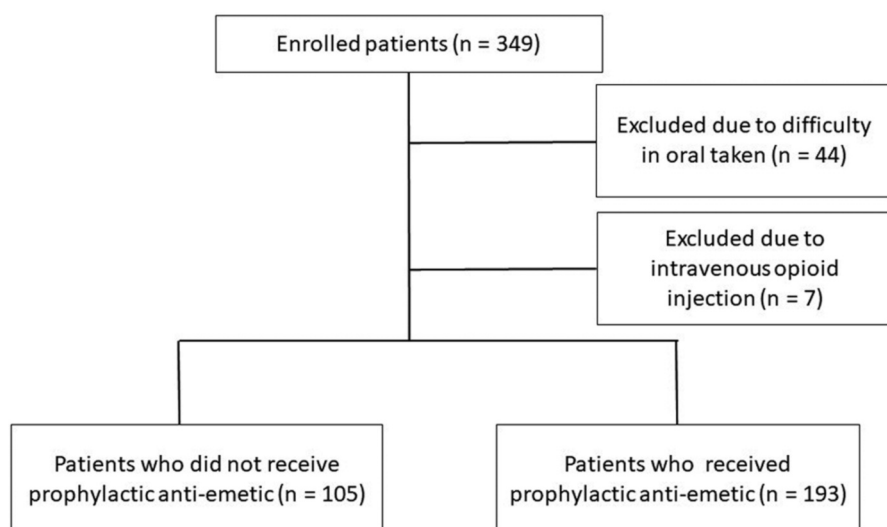 Enrolled patients (n = 349)
Excluded due to difficulty
in oral taken (n = 44)
Excluded due to
intravenous opioid
injection (n = 7)
Patients who did not receive
prophylactic anti-emetic (n = 105)
Patients who received
prophylactic anti-emetic (n = 193)